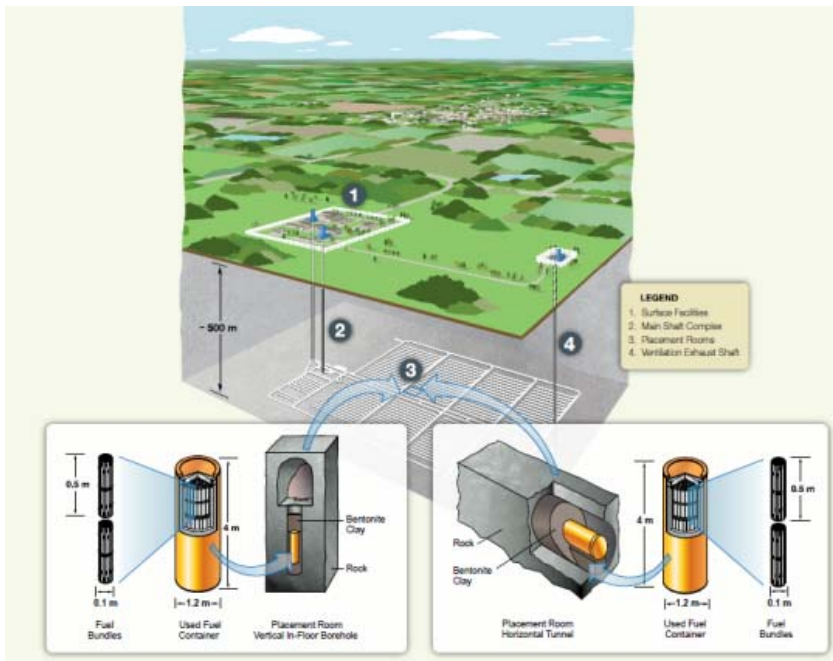 1
~ 500 m
2
3
4
LEGEND
1. Surface Facilities
2. Main Shaft Complex
3. Placement Rooms
4. Ventilation Exhaust Shaft
0.5 m
4 m
Bentonite
Clay
Rock
0.1 m
1.2 m
Fuel
Bundles
Used Fuel
Container
Placement Room
Vertical In-Floor Borehole
Rock
Bentonite
Clay
4 m
0.5 m
1.2 m
0.1 m
Placement Room
Horizontal Tunnel
Used Fuel
Container
Fuel
Bundles